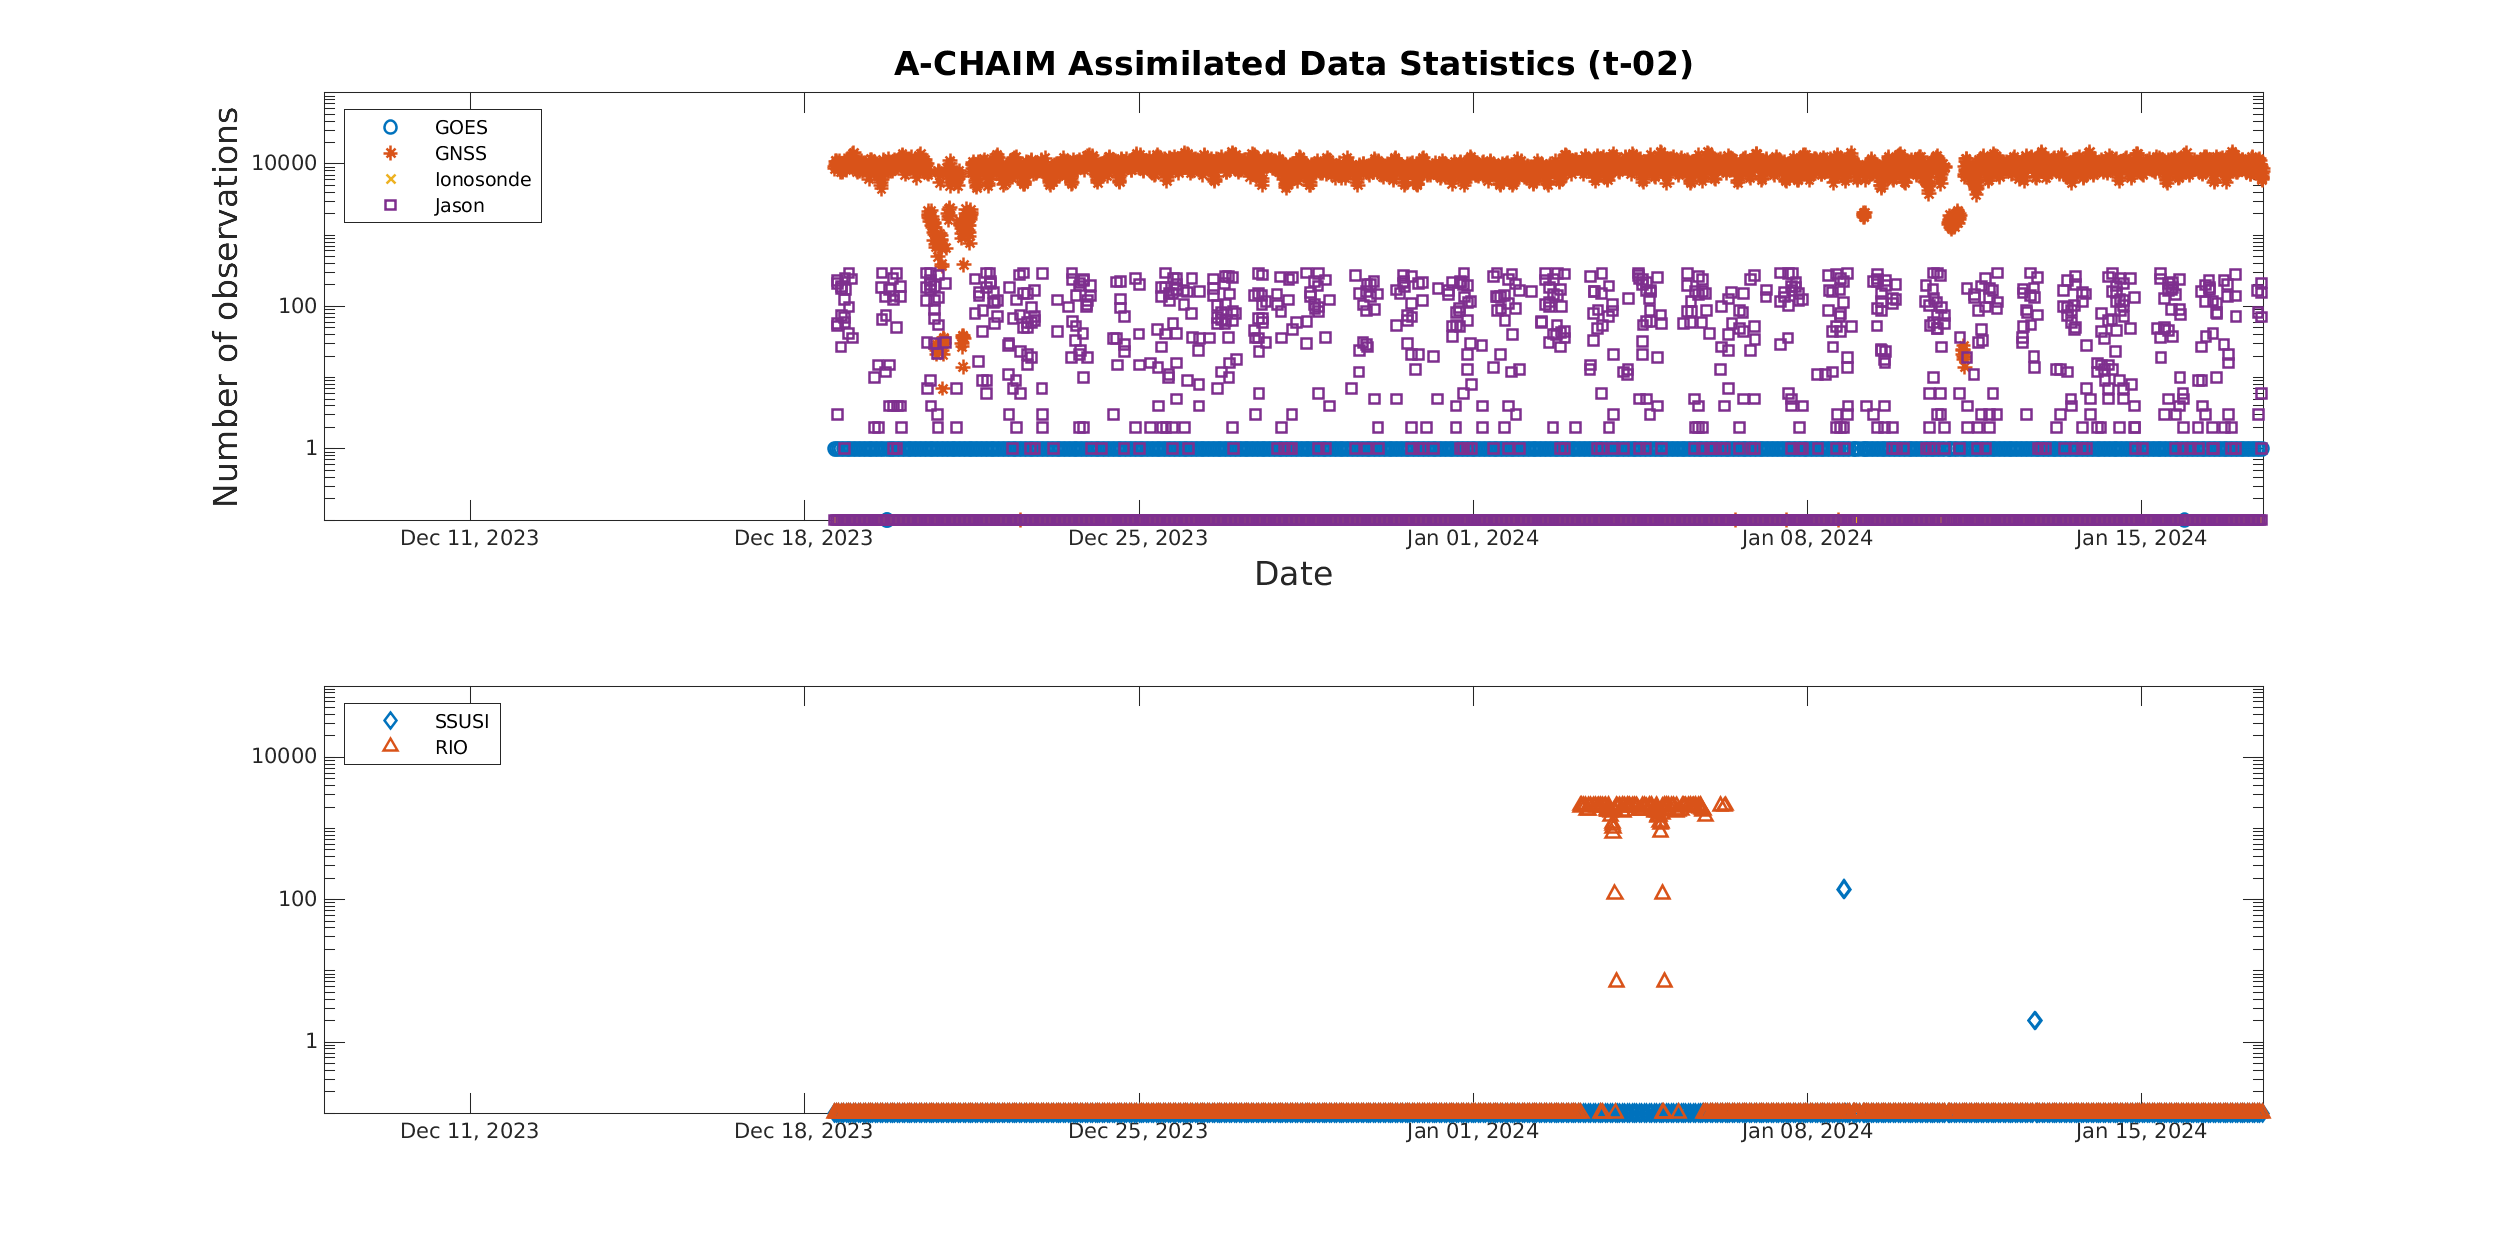 A-CHAIM Assimilated Data Statistics (t-02)
Number of observations
10000
100
1
GOES
GNSS
Ionosonde
Jason
Dec 11, 2023
Dec 18, 2023
Dec 25, 2023
Jan 01, 2024
Jan 08, 2024
Jan 15, 2024
Date
10000
100
1
SSUSI
RIO
Dec 11, 2023
Dec 18, 2023
Dec 25, 2023
Jan 01, 2024
Jan 08, 2024
Jan 15, 2024